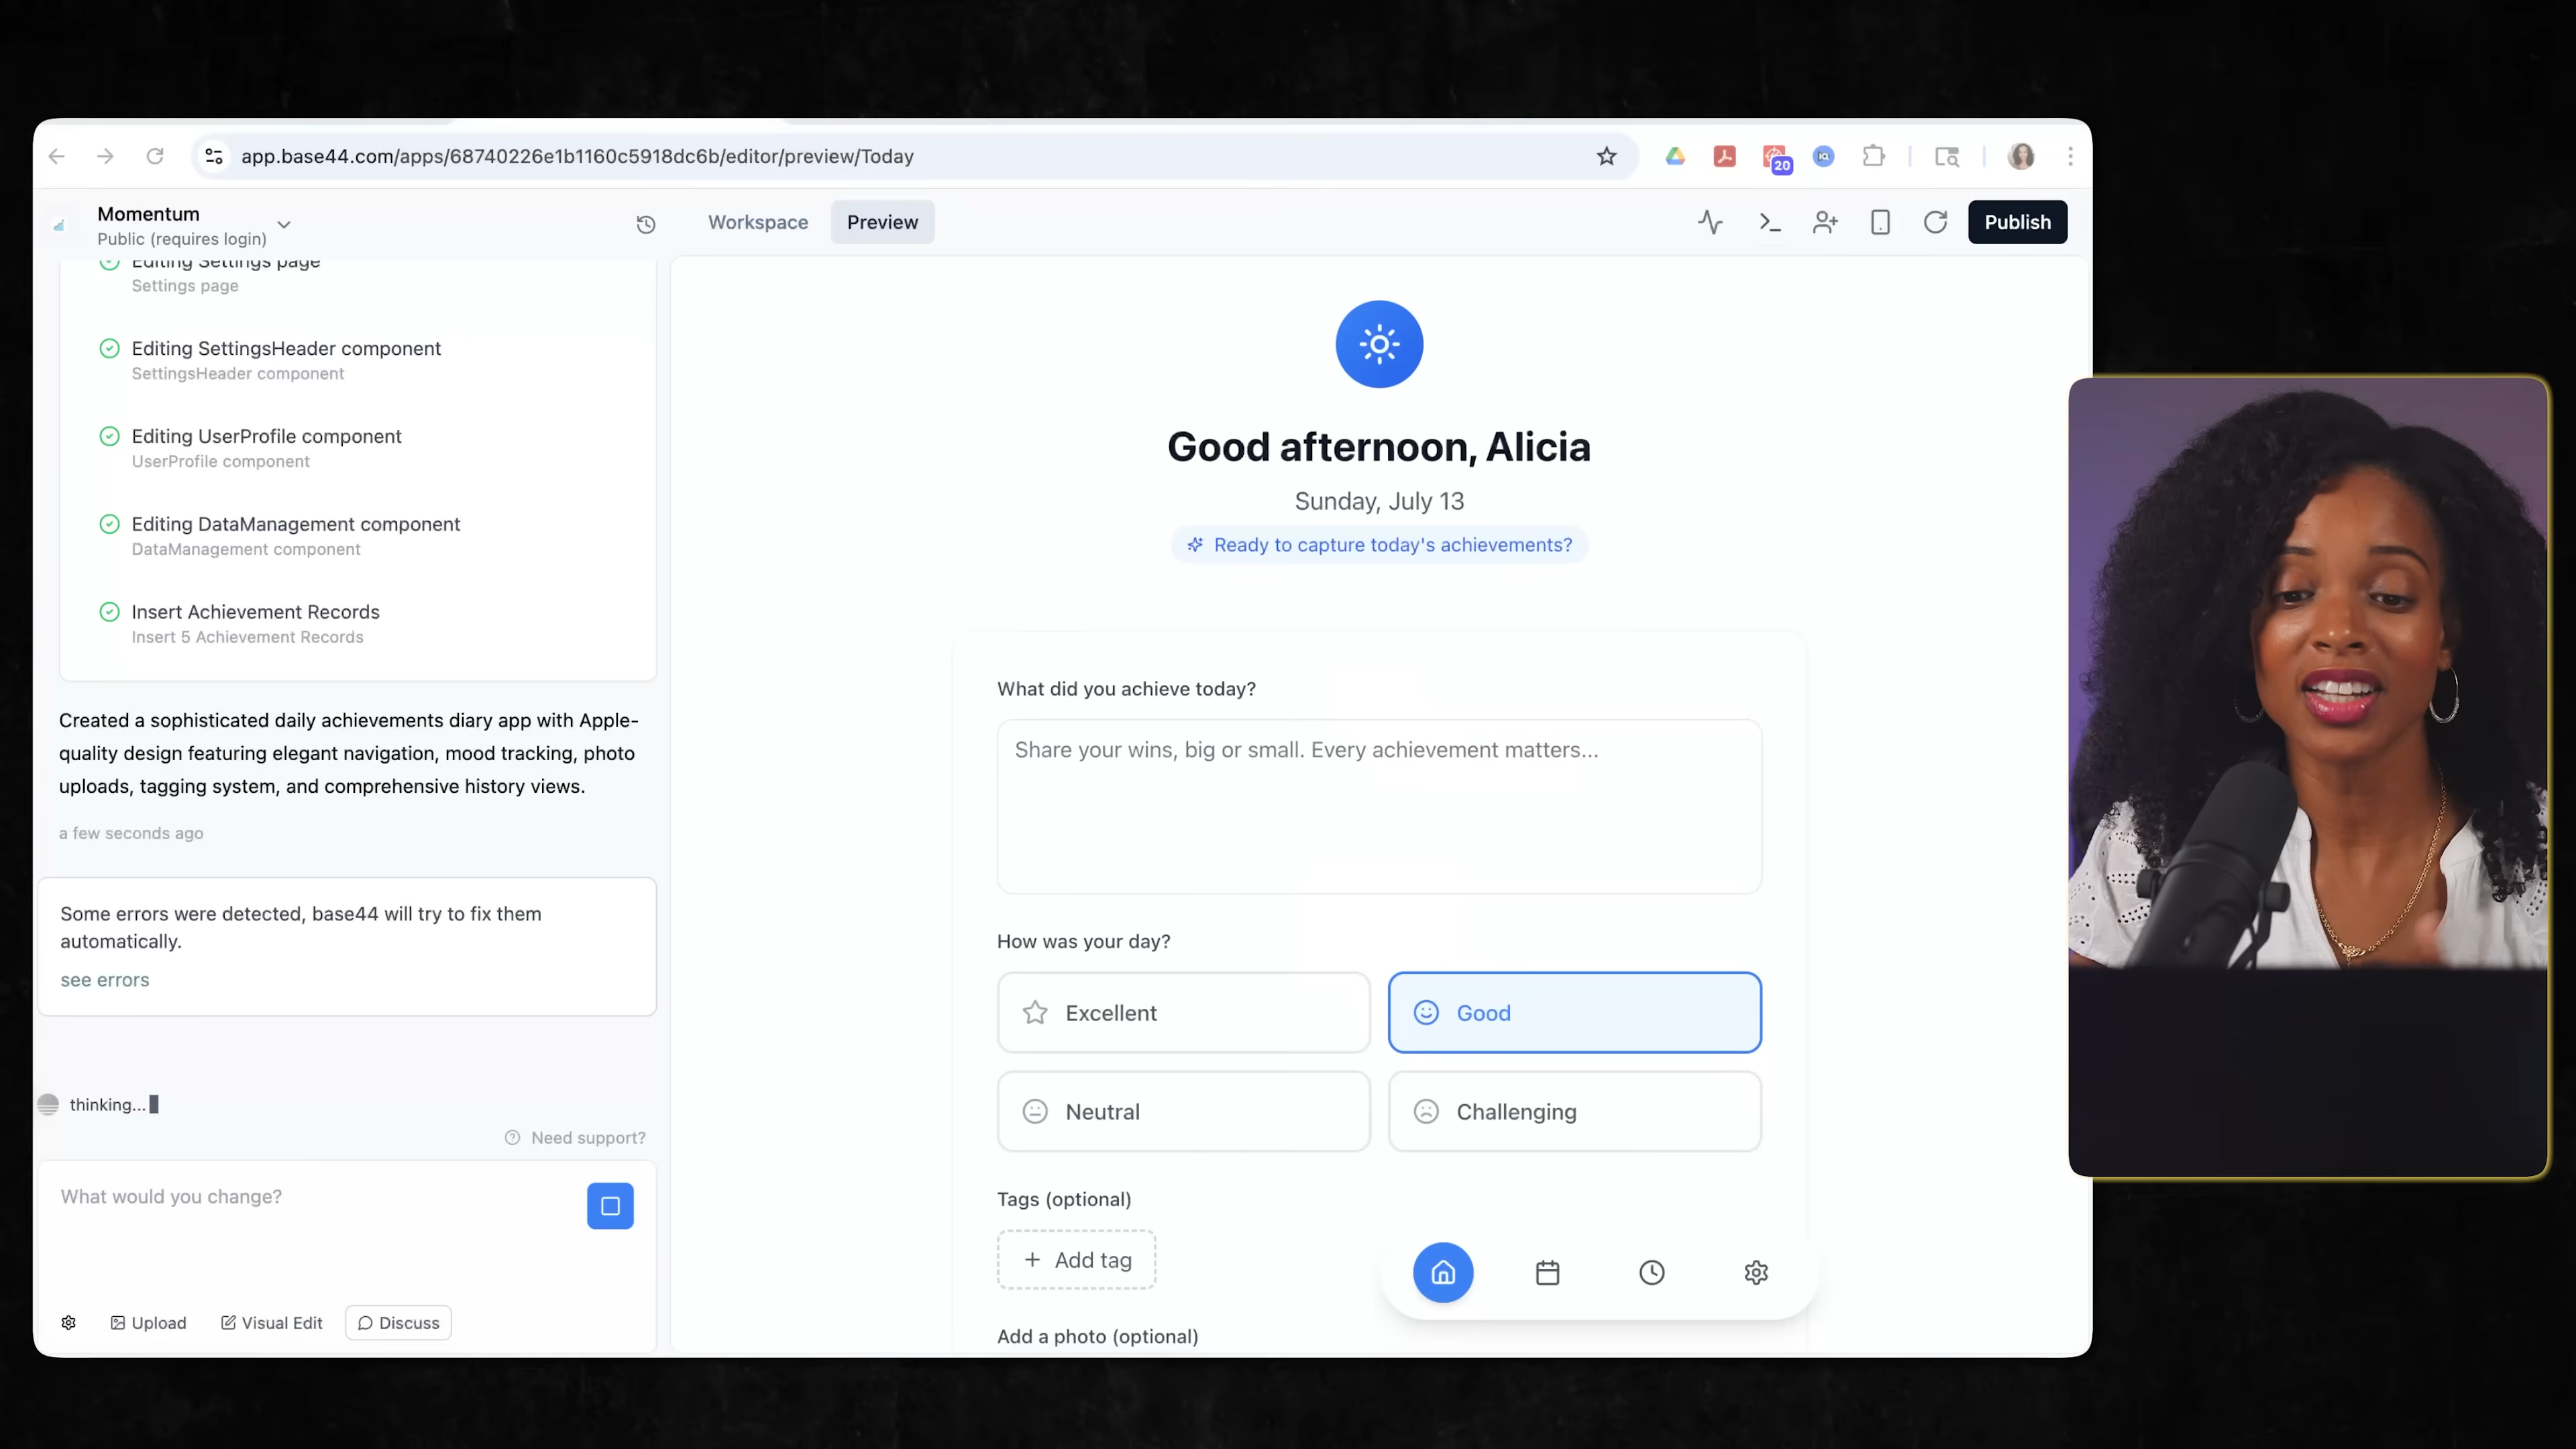 app.base44.com/apps/68740226e1b1160c5918dc6b/editor/preview/Today
20
Momentum
Public (requires login)
Workspace
Preview
Publish
Editing Settings page
Settings page
Editing SettingsHeader component
SettingsHeader component
Editing UserProfile component
UserProfile component
Editing DataManagement component
DataManagement component
Insert Achievement Records
Insert 5 Achievement Records
Created a sophisticated daily achievements diary app with Apple-
quality design featuring elegant navigation, mood tracking, photo
uploads, tagging system, and comprehensive history views.
a few seconds ago
Some errors were detected, base44 will try to fix them
automatically.
see errors
thinking...
Need support?
What would you change?
Upload
Visual Edit
Discuss
Good afternoon, Alicia
Sunday, July 13
Ready to capture today's achievements?
What did you achieve today?
Share your wins, big or small. Every achievement matters...
How was your day?
Excellent
Good
Neutral
Challenging
Tags (optional)
+ Add tag
Add a photo (optional)